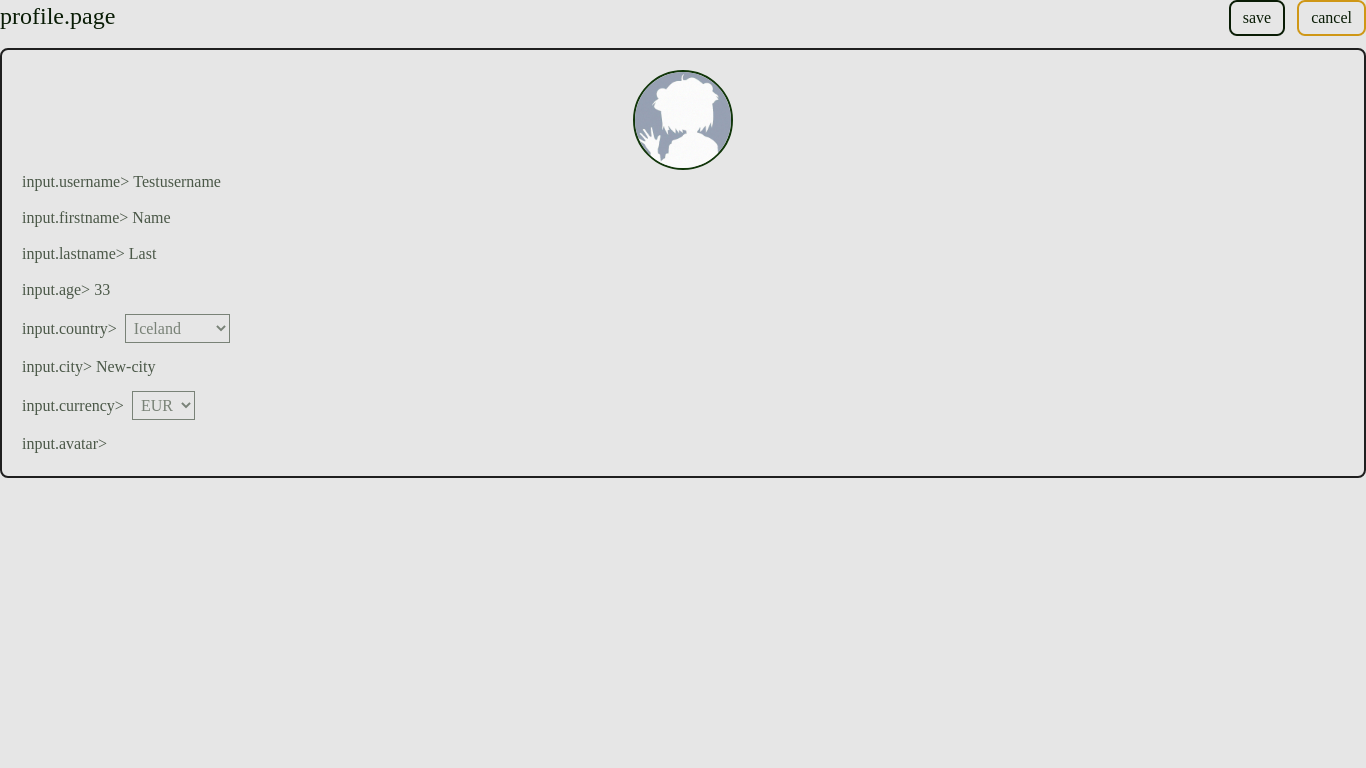 profile.page
save
cancel
input.username> Testusername
input.firstname> Name
input.lastname> Last
input.age> 33
input.country> Iceland
input.city> New-city
input.currency> EUR
input.avatar>